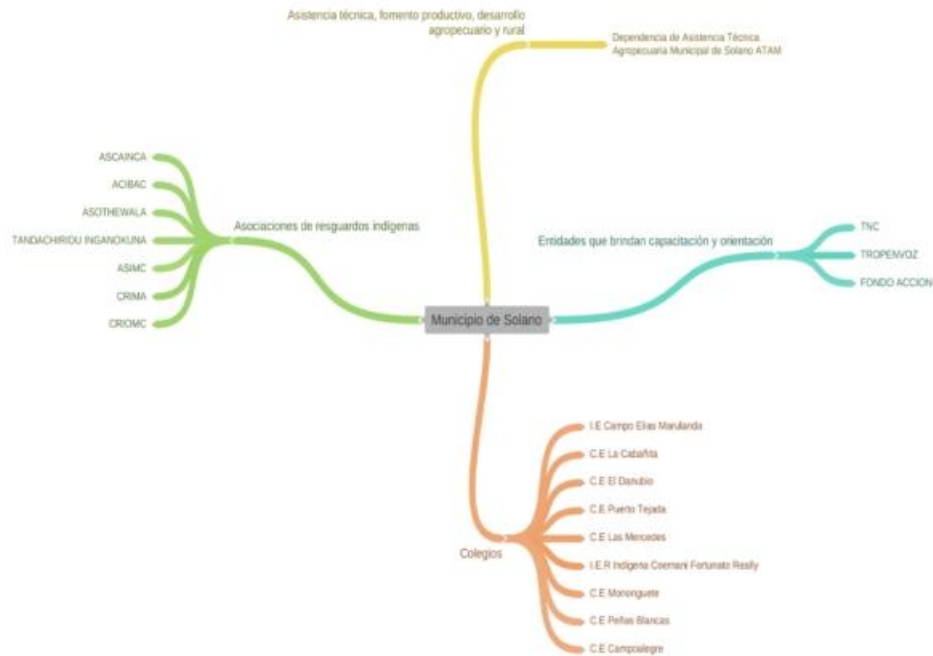 Asistencia técnica, fomento productivo, desarrollo
agropecuario y rural
Dependencia de Asistencia Técnica
Agropecuaria Municipal de Solano ATAM
ASCAINCA
ACIBAC
ASOTHEWALA
TANDACHIRIDU INGANOKUNA
ASIMC
CRIMA
CRIOMC
Asociaciones de resguardos indígenas
Entidades que brindan capacitación y orientación
TNC
TROPENVOZ
FONDO ACCION
Municipio de Solano
Colegios
I.E Campo Elias Marulanda
C.E La Cabañita
C.E El Danubio
C.E Puerto Tejada
C.E Las Mercedes
I.E.R Indígena Coemani Fortunato Really
C.E Mononguete
C.E Peñas Blancas
C.E Campoalegre